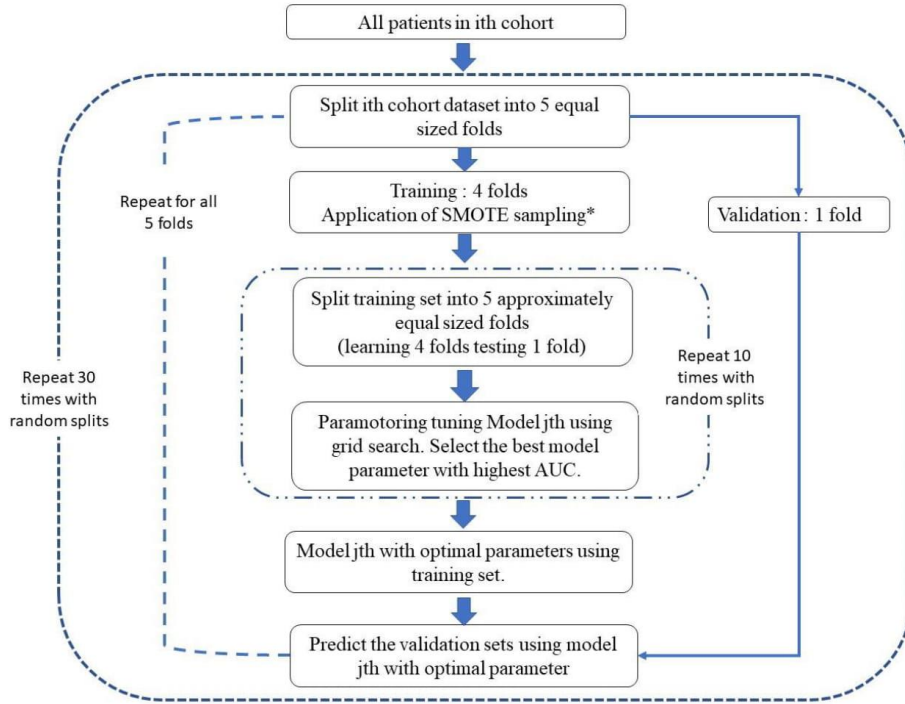 All patients in ith cohort
Split ith cohort dataset into 5 equal
sized folds
Repeat for all
5 folds
Training : 4 folds
Application of SMOTE sampling*
Validation : 1 fold
Split training set into 5 approximately
equal sized folds
(learning 4 folds testing 1 fold)
Repeat 30
times with
random splits
Repeat 10
times with
random splits
Paramotoring tuning Model jth using
grid search. Select the best model
parameter with highest AUC.
Model jth with optimal parameters using
training set.
Predict the validation sets using model
jth with optimal parameter